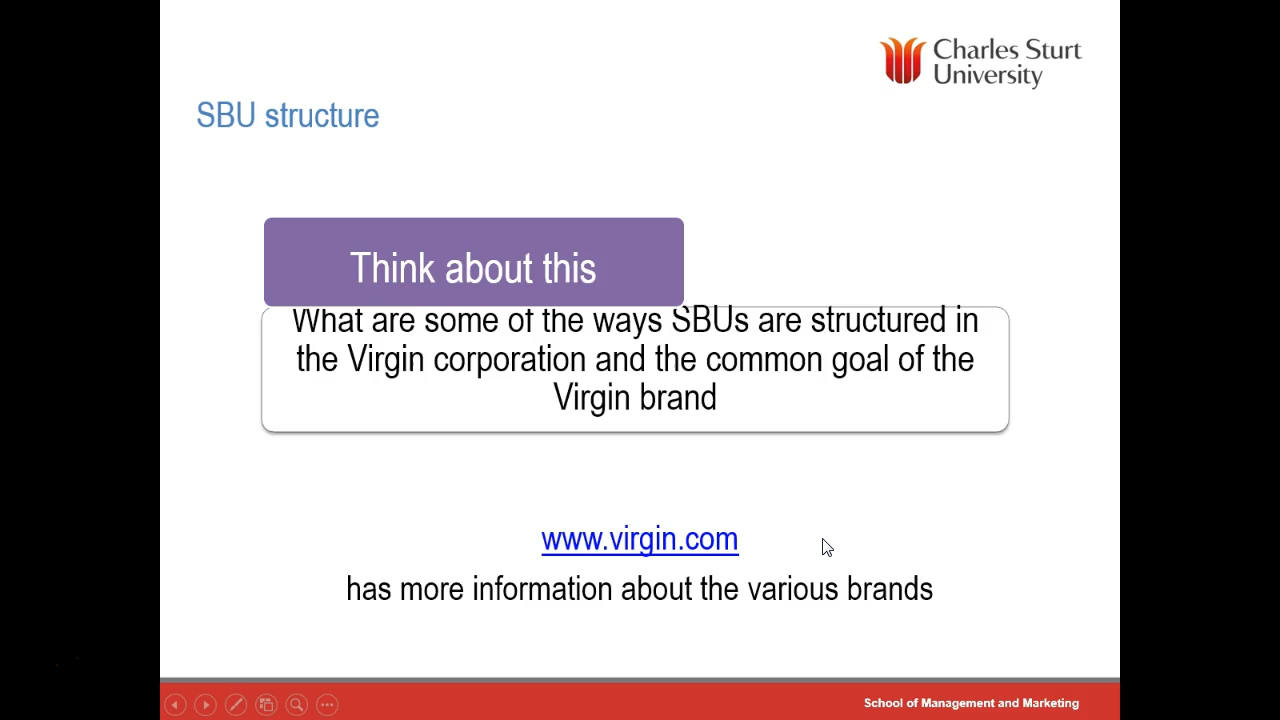 Charles Sturt
University
SBU structure
Think about this
What are some of the ways SBUs are structured in
the Virgin corporation and the common goal of the
Virgin brand
www.virgin.com
has more information about the various brands
School of Management and Marketing